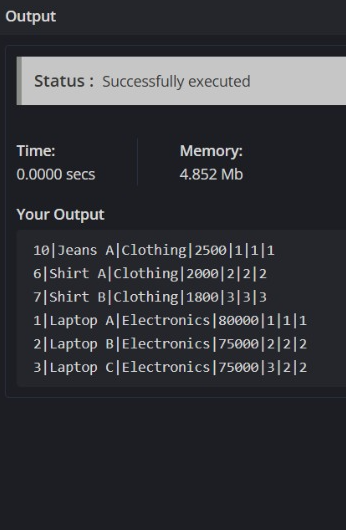 Output
Status : Successfully executed
Time: Memory:
0.0000 secs 4.852 Mb
Your Output
10|Jeans A|Clothing|2500|1|1|1
6|Shirt A|Clothing|2000|2|2|2
7|Shirt B|Clothing|1800|3|3|3
1|Laptop A|Electronics|80000|1|1|1
2|Laptop B|Electronics|75000|2|2|2
3|Laptop C|Electronics|75000|3|2|2